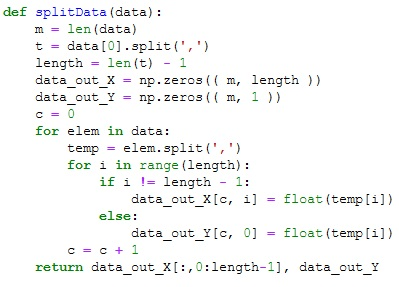 def splitData(data):
    m = len(data)
    t = data[0].split(',')
    length = len(t) - 1
    data_out_X = np.zeros(( m, length ))
    data_out_Y = np.zeros(( m, 1 ))
    c = 0
    for elem in data:
        temp = elem.split(',')
        for i in range(length):
            if i != length - 1:
                data_out_X[c, i] = float(temp[i])
            else:
                data_out_Y[c, 0] = float(temp[i])
        c = c + 1
    return data_out_X[:,0:length-1], data_out_Y